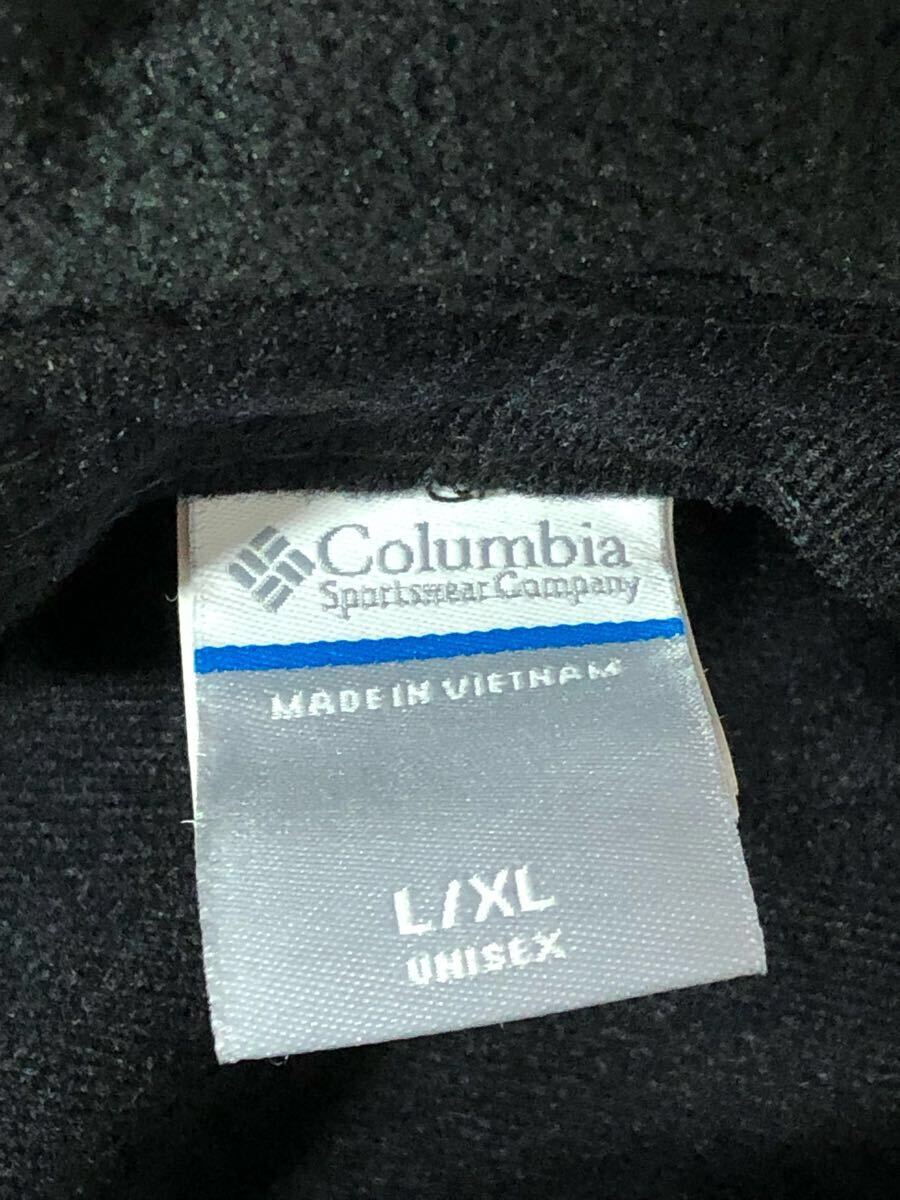 Columbia
Sportswear Company
MADE IN VIETNAM
L/XL
UNISEX